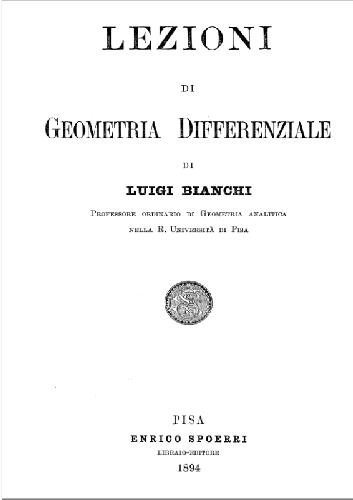 LEZIONI
DI
GEOMETRIA DIFFERENZIALE
DI
LUIGI BIANCHI
PROFESSORE ORDINARIO DI GEOMETRIA ANALITICA
NELLA R. UNIVERSITÀ DI PISA
PISA
ENRICO SPOERRI
LIBRAIO-EDITORE
1894